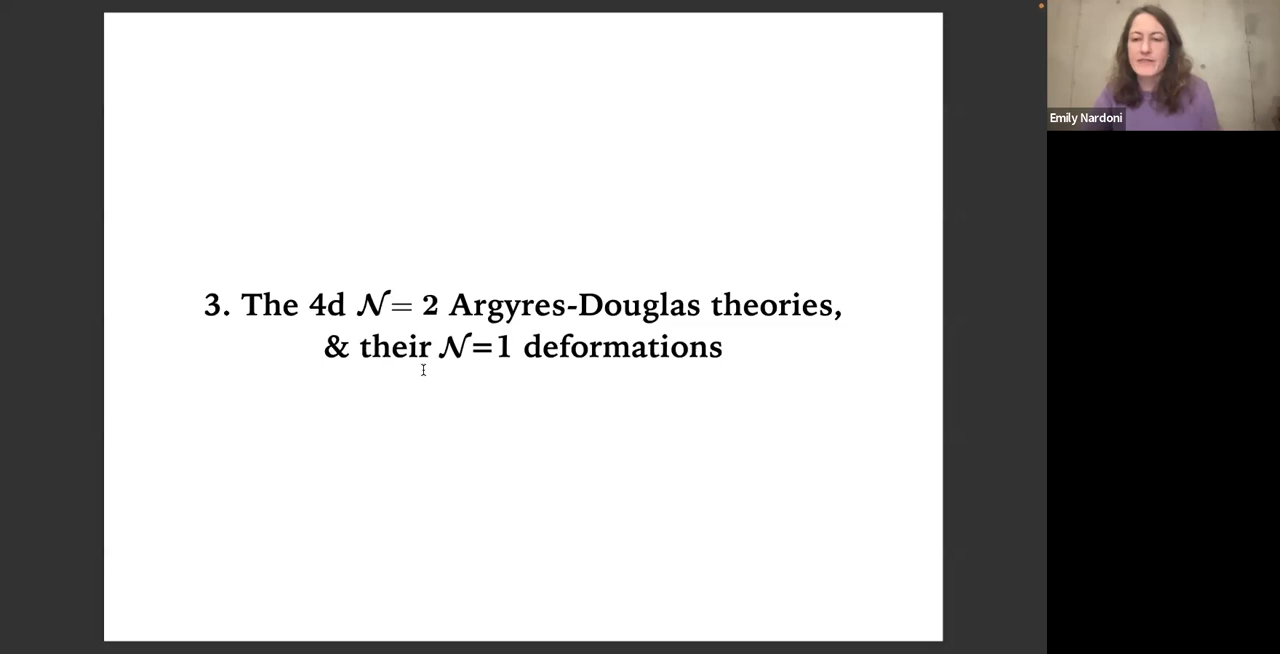 3. The 4d 𝒩= 2 Argyres-Douglas theories,
& their 𝒩=1 deformations
Emily Nardoni